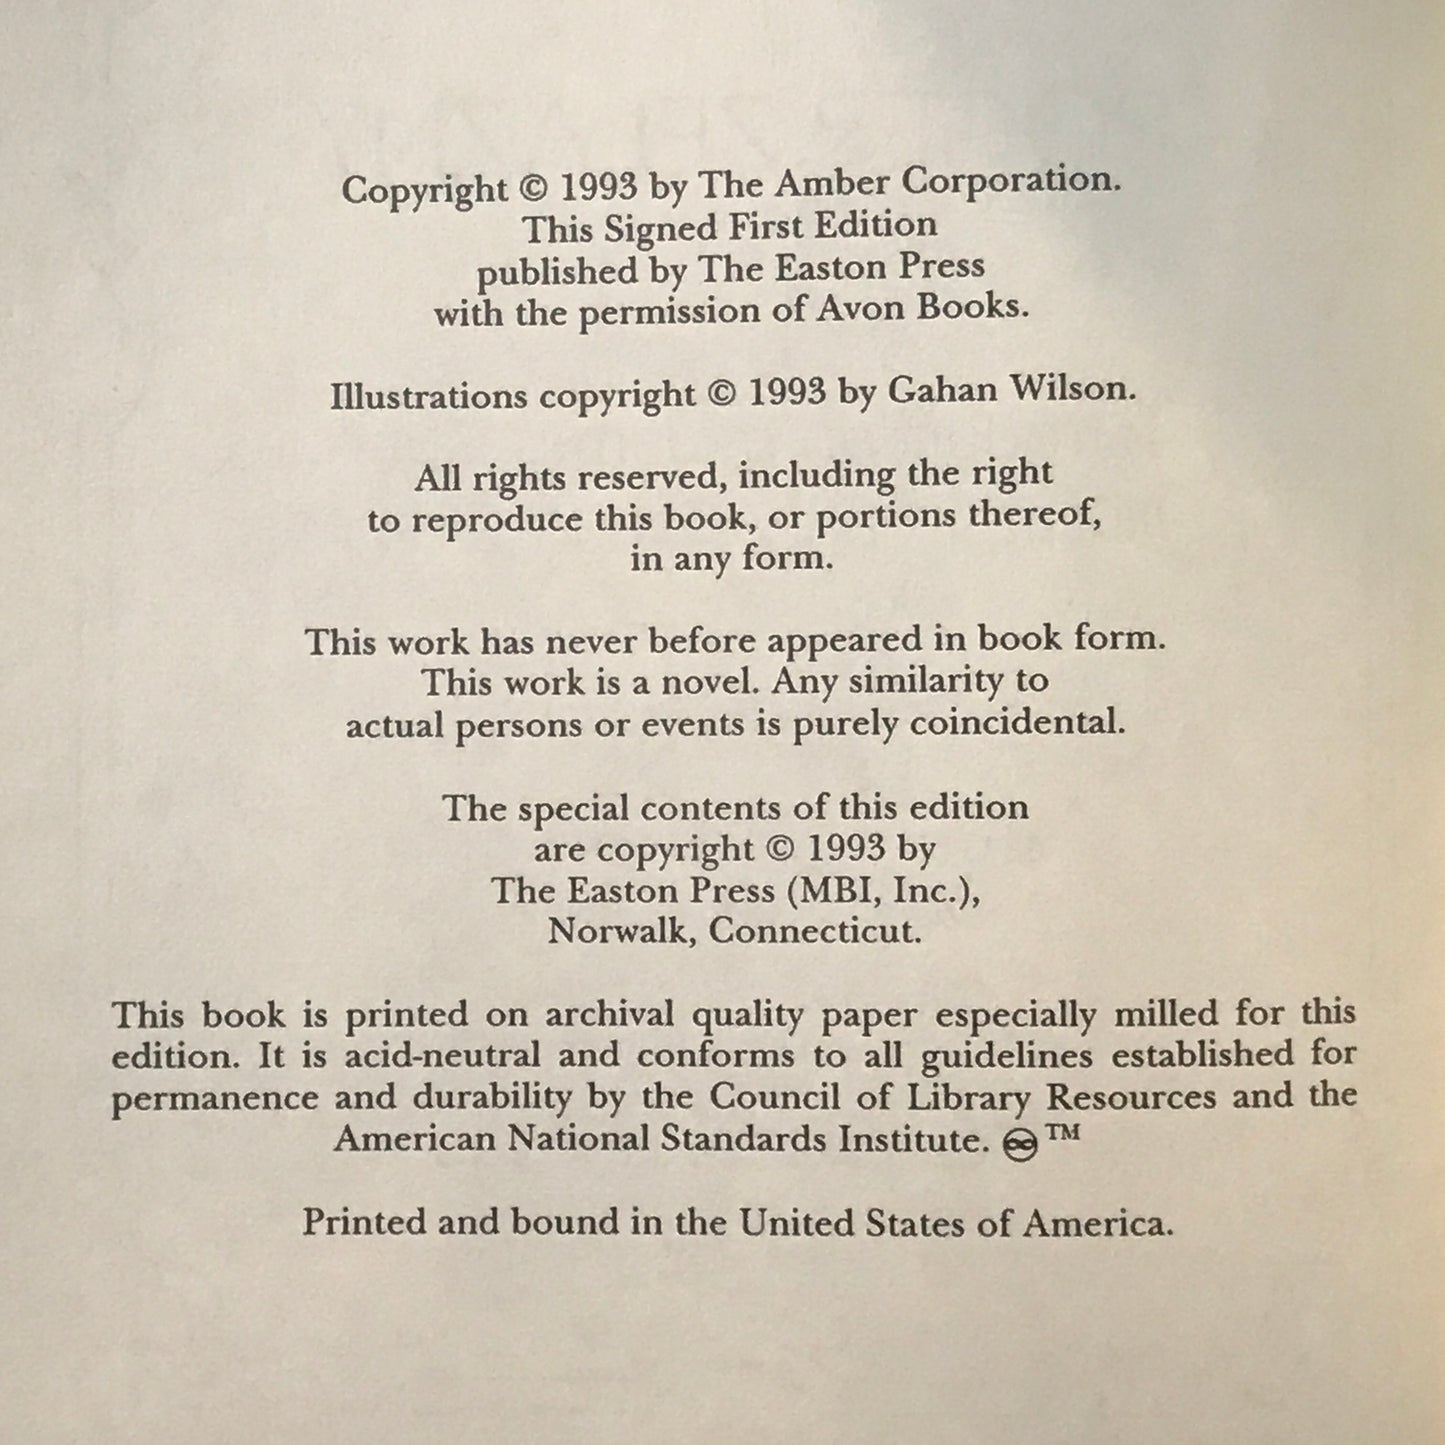 Copyright © 1993 by The Amber Corporation.
This Signed First Edition
published by The Easton Press
with the permission of Avon Books.
Illustrations copyright © 1993 by Gahan Wilson.
All rights reserved, including the right
to reproduce this book, or portions thereof,
in any form.
This work has never before appeared in book form.
This work is a novel. Any similarity to
actual persons or events is purely coincidental.
The special contents of this edition
are copyright © 1993 by
The Easton Press (MBI, Inc.),
Norwalk, Connecticut.
This book is printed on archival quality paper especially milled for this
edition. It is acid-neutral and conforms to all guidelines established for
permanence and durability by the Council of Library Resources and the
American National Standards Institute. ♾™
Printed and bound in the United States of America.